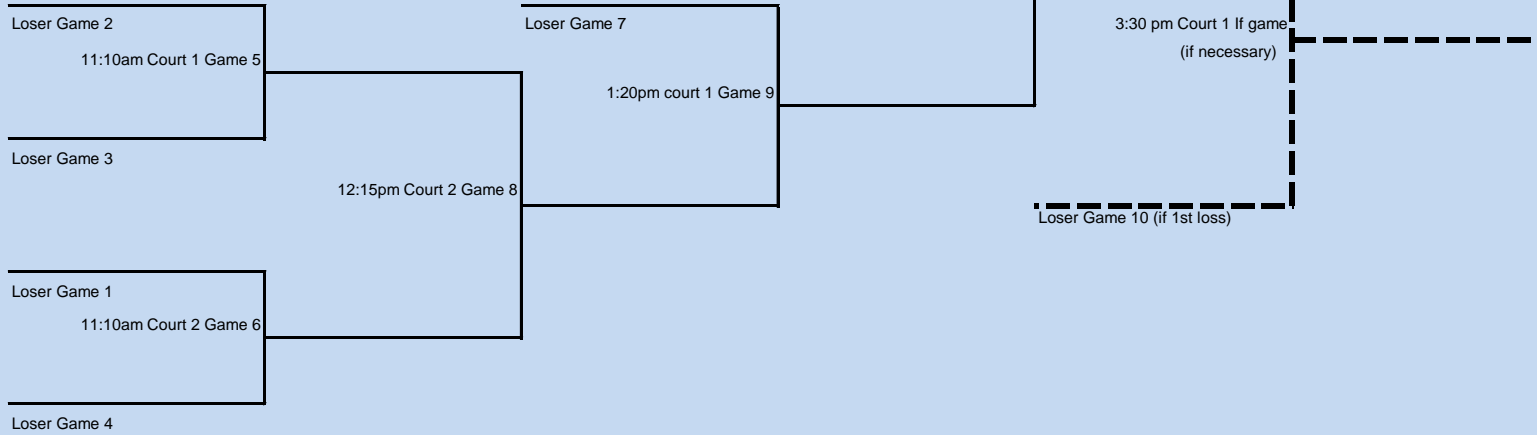 Loser Game 2
11:10am Court 1 Game 5
Loser Game 3
Loser Game 7
1:20pm court 1 Game 9
3:30 pm Court 1 If game
(if necessary)
12:15pm Court 2 Game 8
Loser Game 10 (if 1st loss)
Loser Game 1
11:10am Court 2 Game 6
Loser Game 4